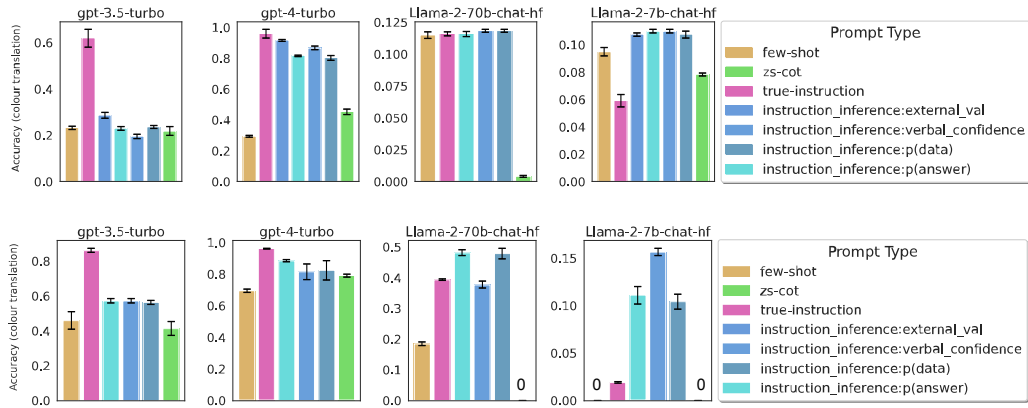 gpt-3.5-turbo
gpt-4-turbo
Llama-2-70b-chat-hf
Llama-2-7b-chat-hf
Accuracy (colour translation)
0.6
0.4
0.2
0.0
1.0
0.8
0.6
0.4
0.2
0.0
0.125
0.100
0.075
0.050
0.025
0.000
0.10
0.08
0.06
0.04
0.02
0.00
Prompt Type
few-shot
zs-cot
true-instruction
instruction_inference:external_val
instruction_inference:verbal_confidence
instruction_inference:p(data)
instruction_inference:p(answer)
gpt-3.5-turbo
gpt-4-turbo
Llama-2-70b-chat-hf
Llama-2-7b-chat-hf
Accuracy (colour translation)
0.8
0.6
0.4
0.2
0.0
1.0
0.8
0.6
0.4
0.2
0.0
0.5
0.4
0.3
0.2
0.1
0.0
0
0.15
0.10
0.05
0.00
0
0
Prompt Type
few-shot
zs-cot
true-instruction
instruction_inference:external_val
instruction_inference:verbal_confidence
instruction_inference:p(data)
instruction_inference:p(answer)